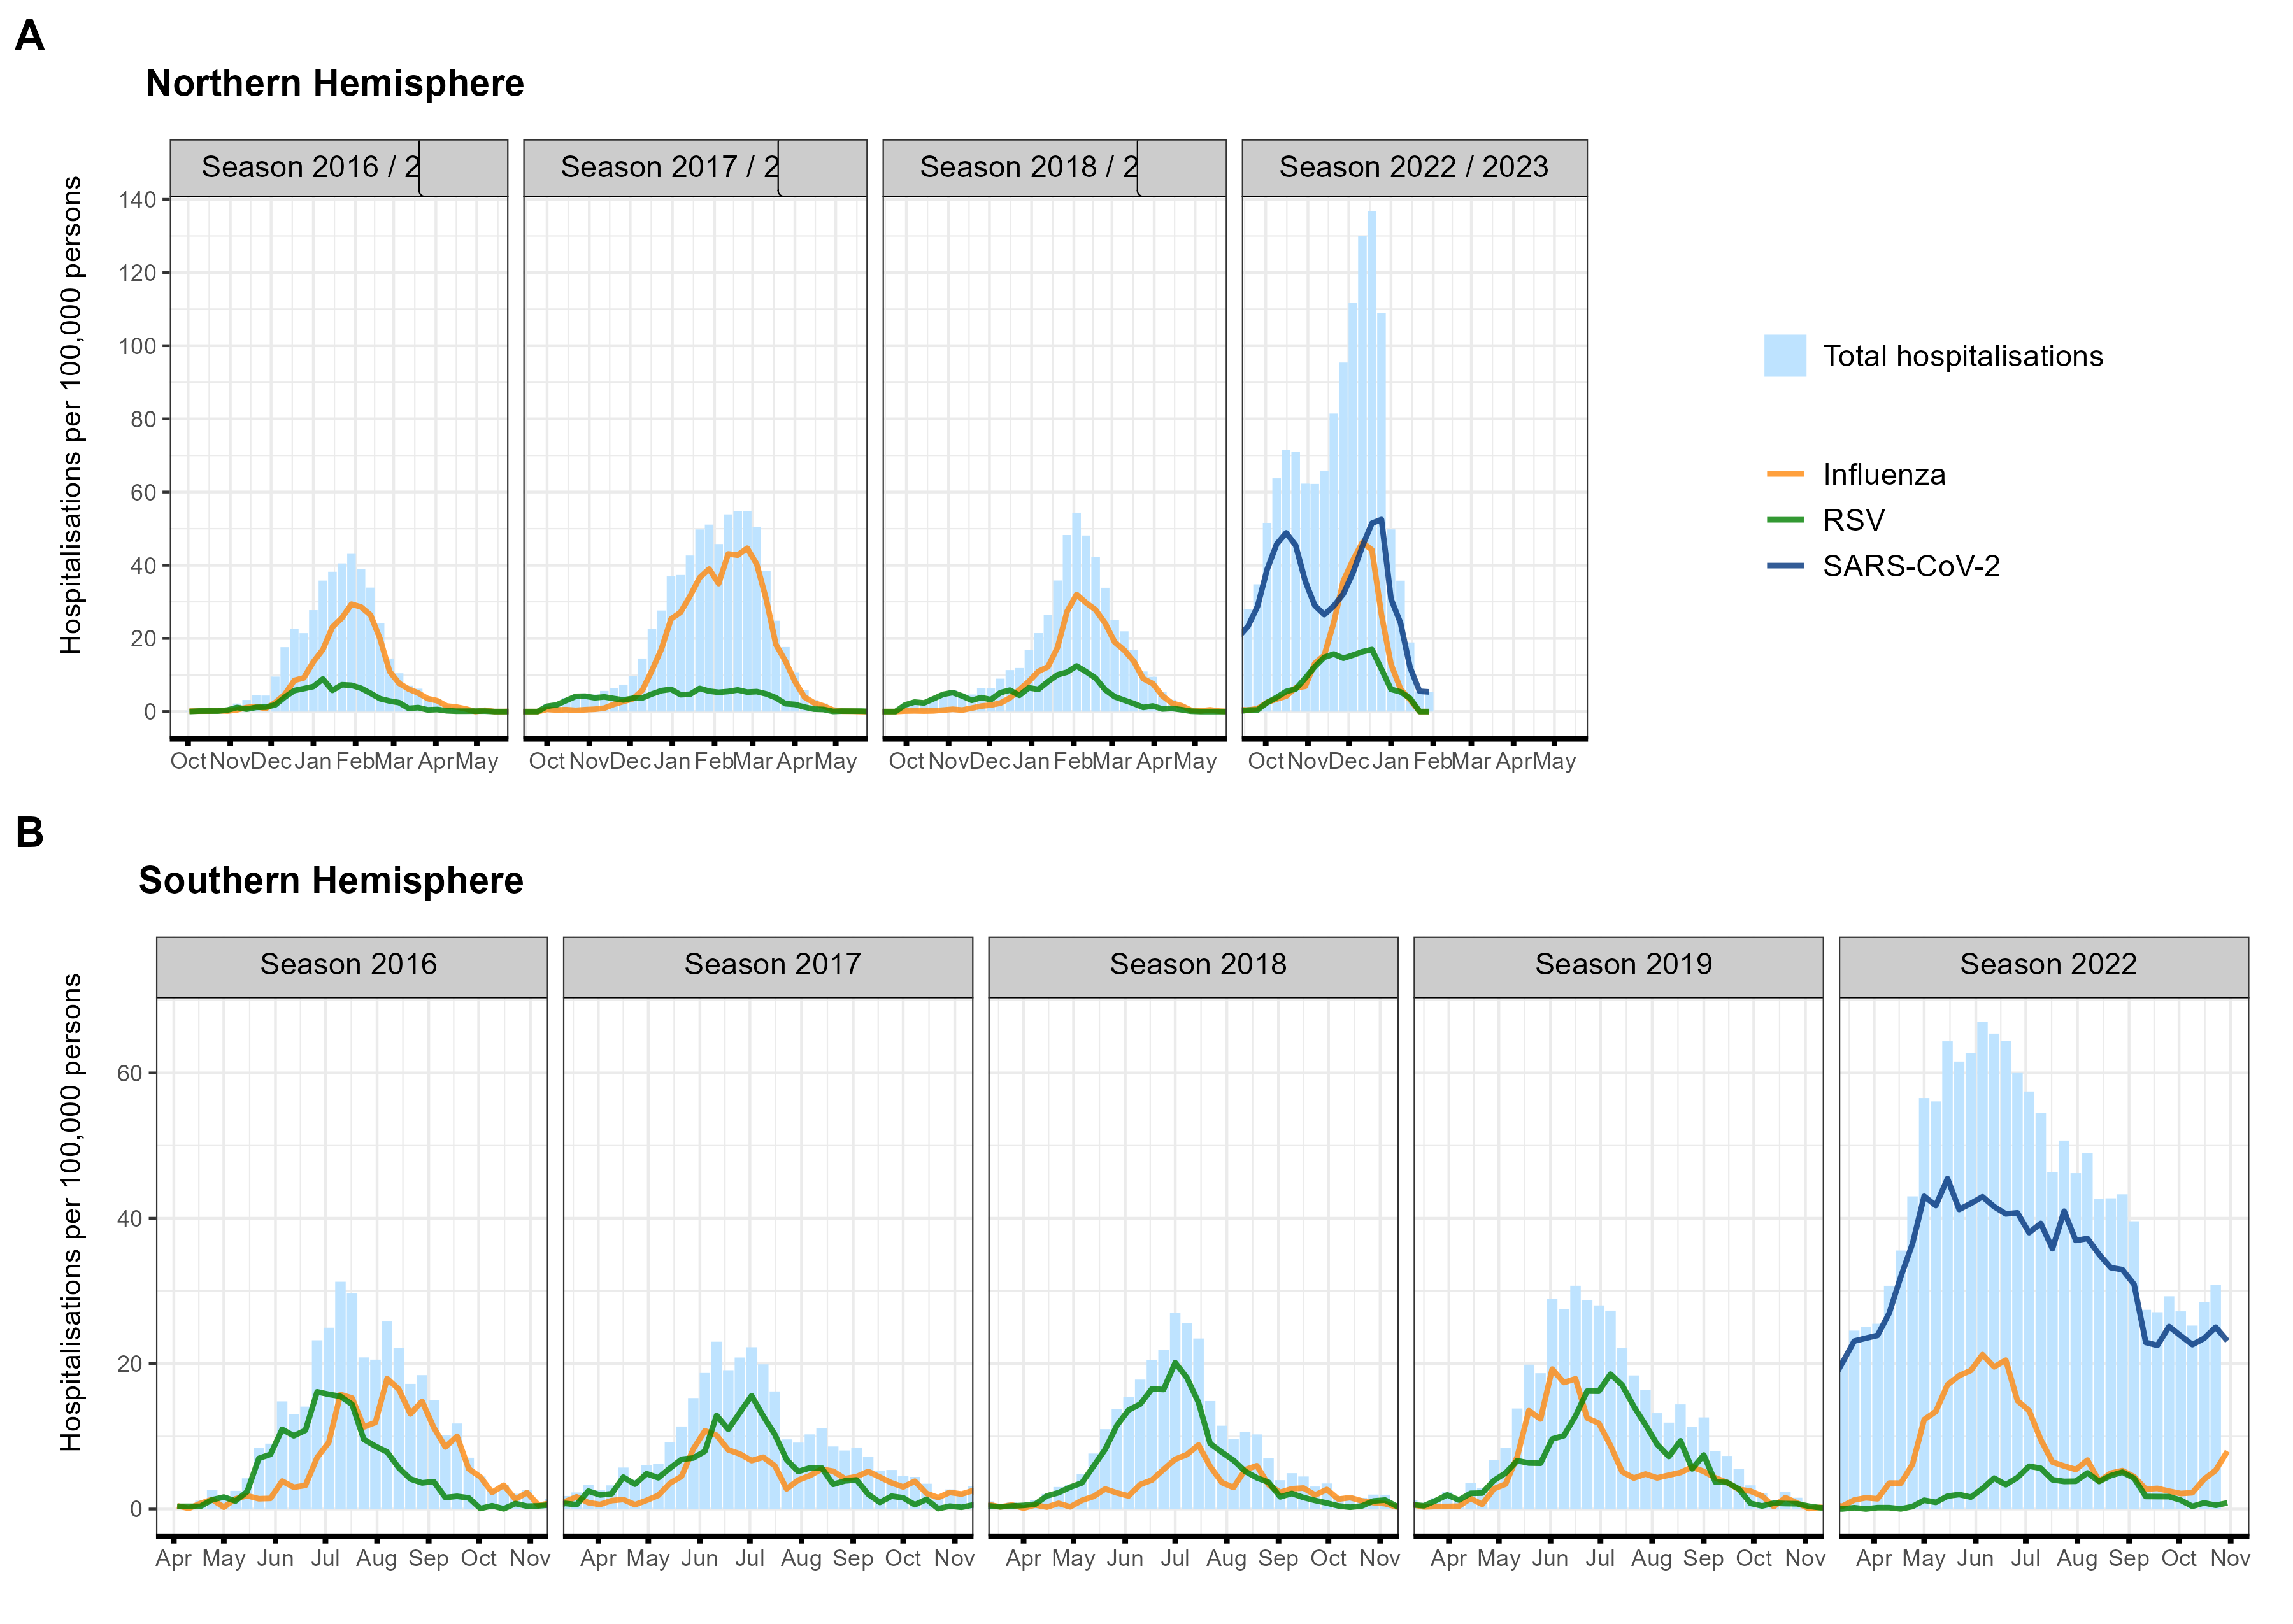 A
Northern Hemisphere
Season 2016 / 2
Season 2017 / 2
Season 2018 / 2
Season 2022 / 2023
Hospitalisations per 100,000 persons
140
120
100
80
60
40
20
0
Oct Nov Dec Jan Feb Mar Apr May
Oct Nov Dec Jan Feb Mar Apr May
Oct Nov Dec Jan Feb Mar Apr May
Oct Nov Dec Jan Feb Mar Apr May
Total hospitalisations
Influenza
RSV
SARS-CoV-2
B
Southern Hemisphere
Season 2016
Season 2017
Season 2018
Season 2019
Season 2022
Hospitalisations per 100,000 persons
60
40
20
0
Apr May Jun Jul Aug Sep Oct Nov
Apr May Jun Jul Aug Sep Oct Nov
Apr May Jun Jul Aug Sep Oct Nov
Apr May Jun Jul Aug Sep Oct Nov
Apr May Jun Jul Aug Sep Oct Nov